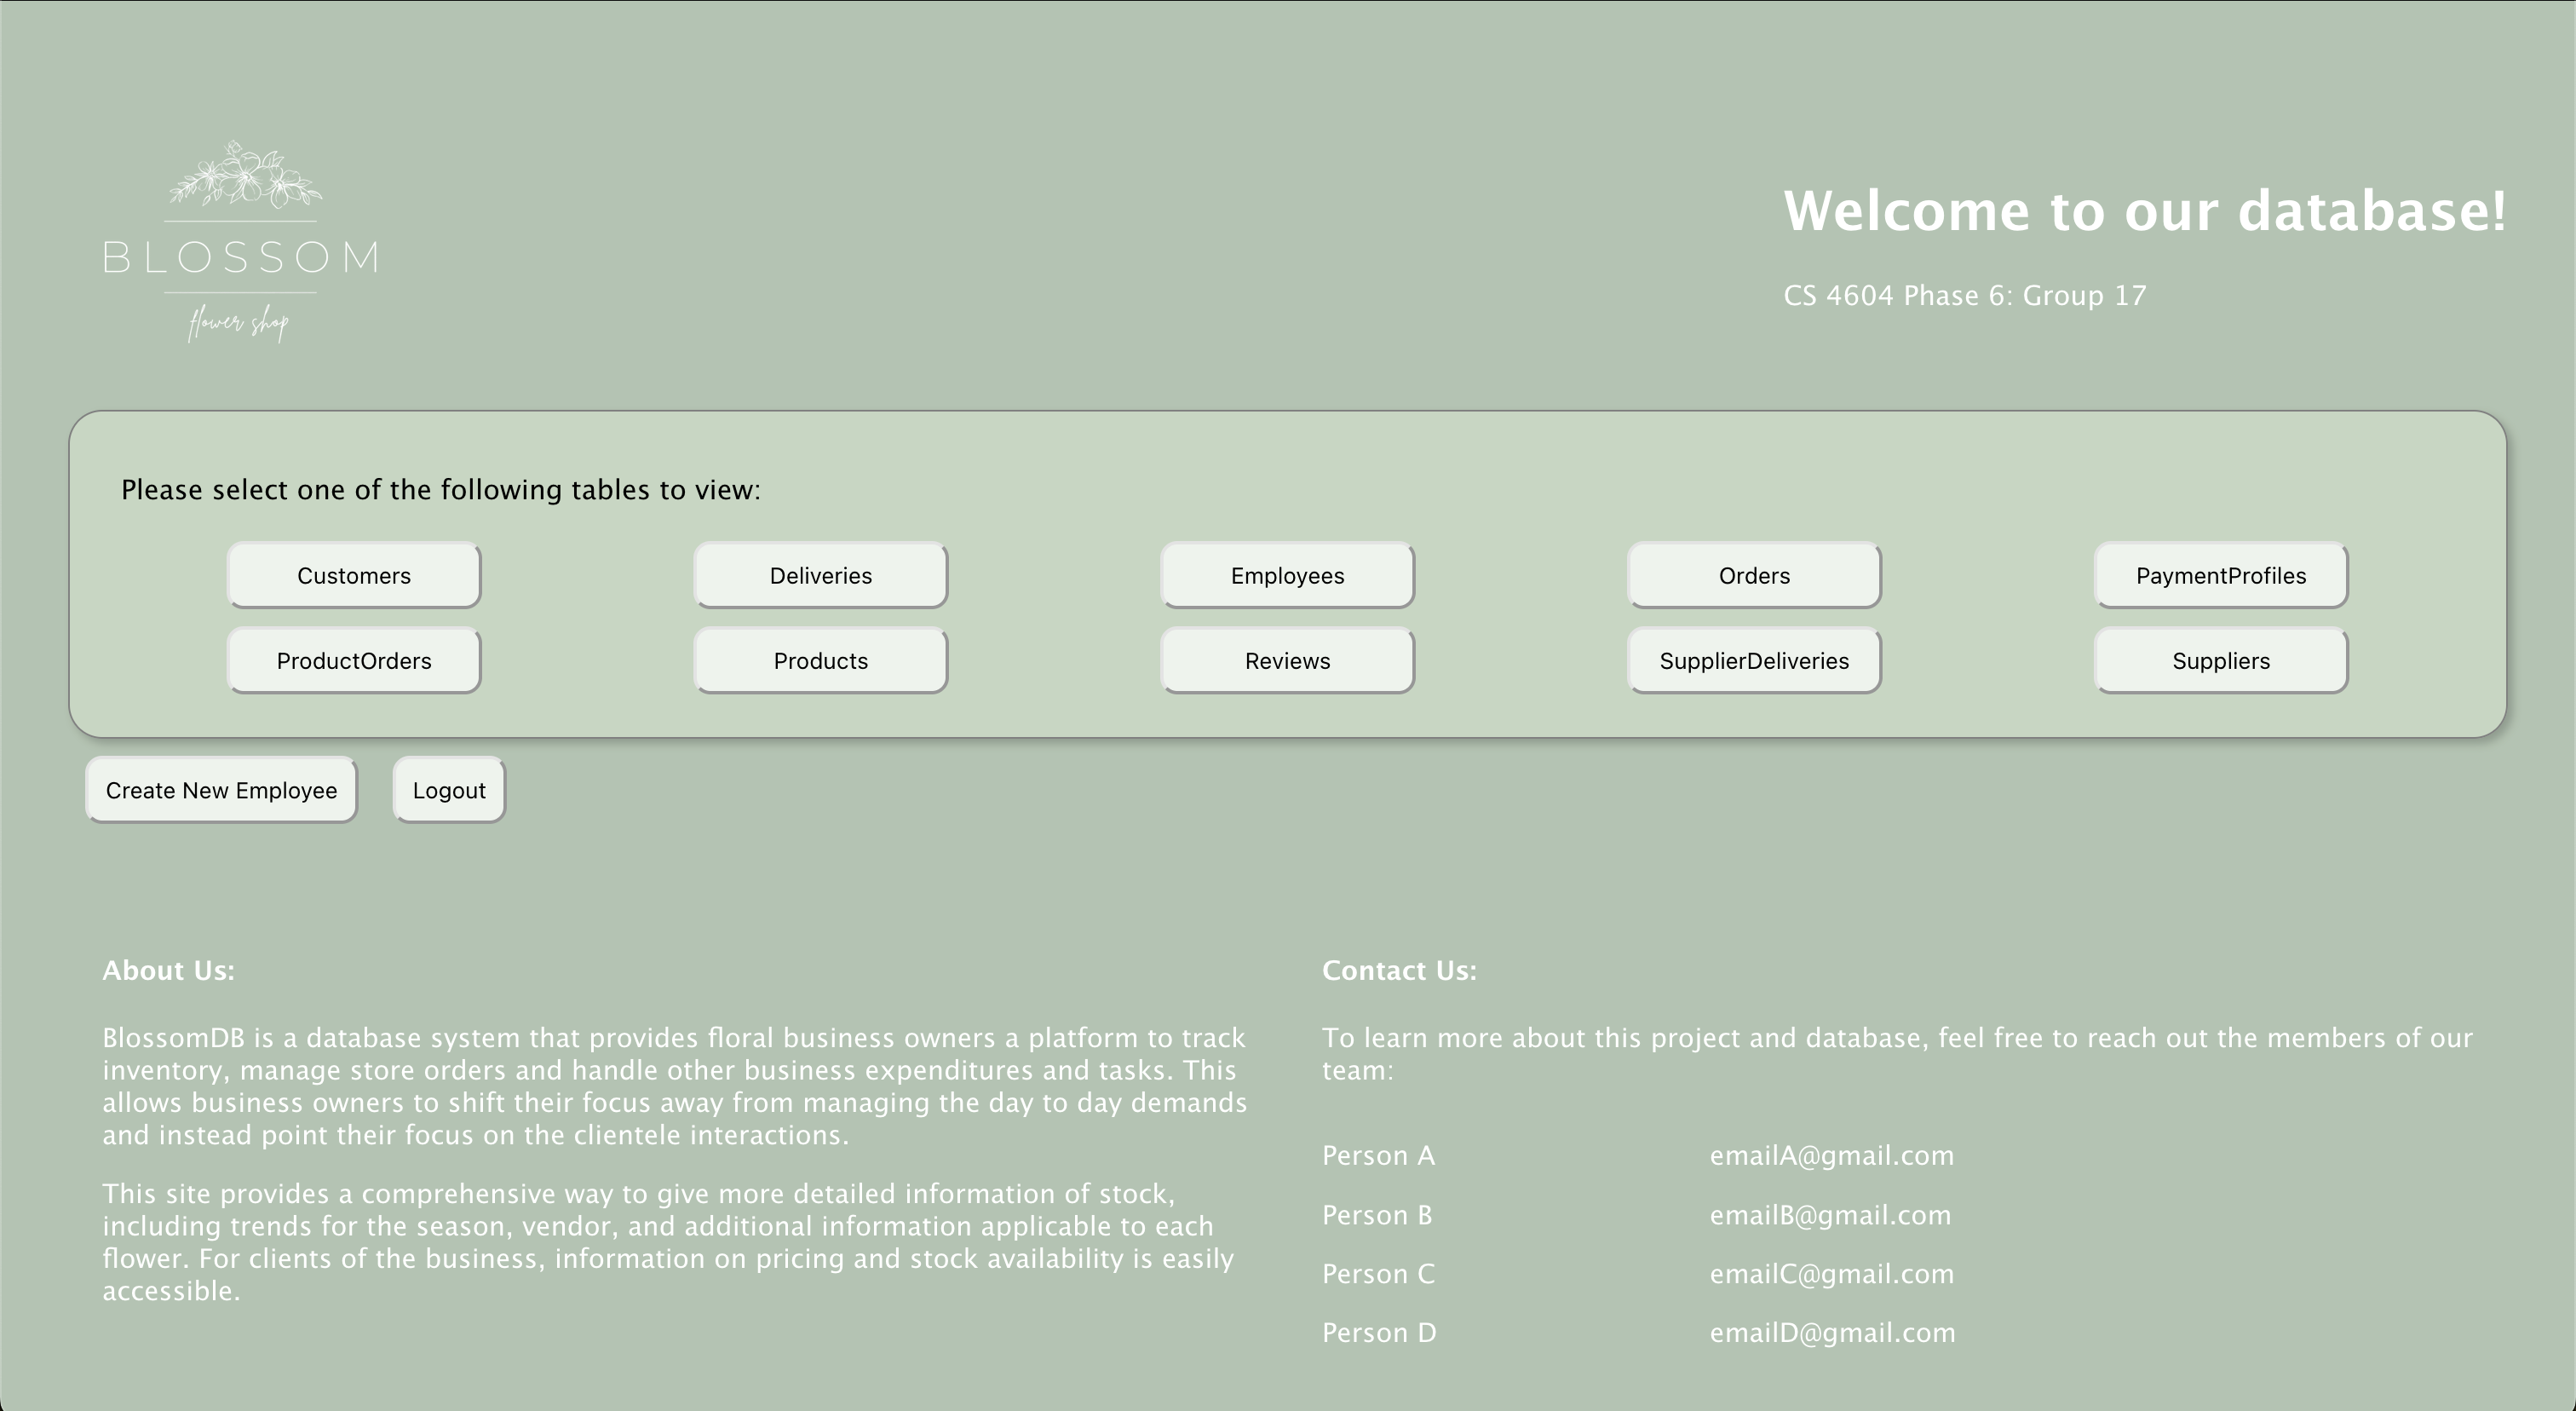 BLOSSOM
flower shop
Welcome to our database!
CS 4604 Phase 6: Group 17
Please select one of the following tables to view:
Customers
Deliveries
Employees
Orders
PaymentProfiles
ProductOrders
Products
Reviews
SupplierDeliveries
Suppliers
Create New Employee
Logout
About Us:
BlossomDB is a database system that provides floral business owners a platform to track
inventory, manage store orders and handle other business expenditures and tasks. This
allows business owners to shift their focus away from managing the day to day demands
and instead point their focus on the clientele interactions.
This site provides a comprehensive way to give more detailed information of stock,
including trends for the season, vendor, and additional information applicable to each
flower. For clients of the business, information on pricing and stock availability is easily
accessible.
Contact Us:
To learn more about this project and database, feel free to reach out the members of our
team:
Person A emailA@gmail.com
Person B emailB@gmail.com
Person C emailC@gmail.com
Person D emailD@gmail.com